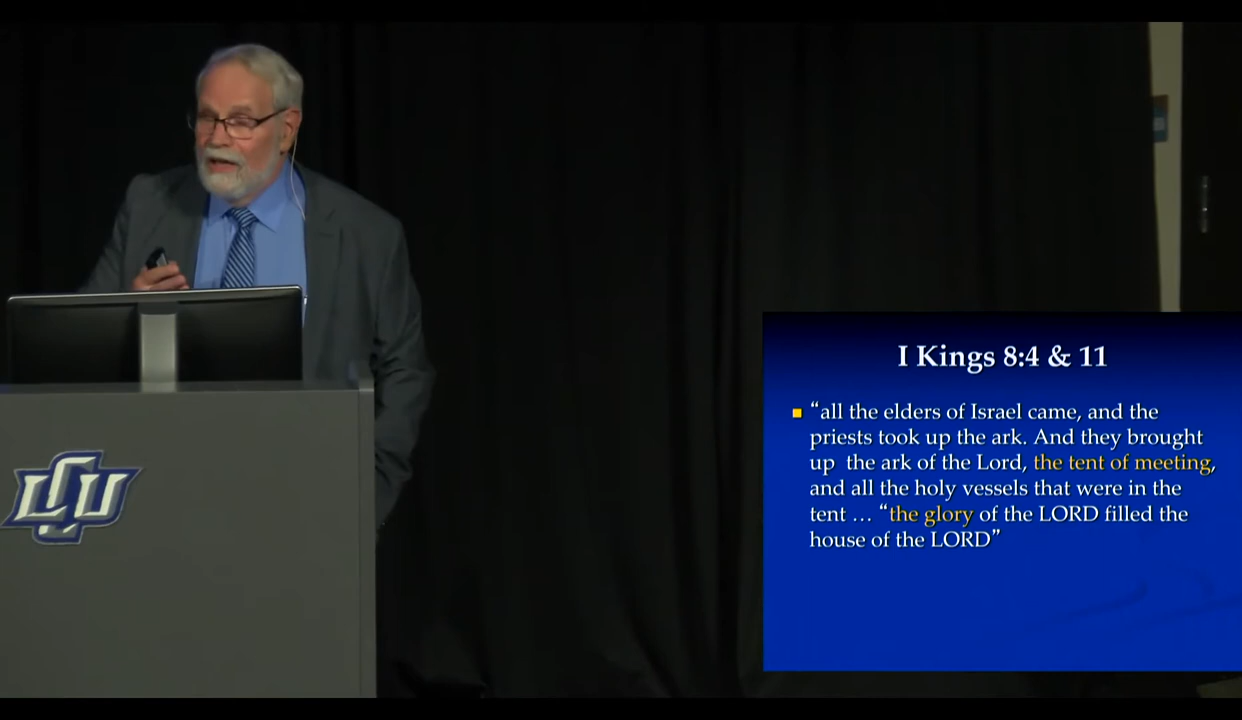 LCU
I Kings 8:4 & 11
“all the elders of Israel came, and the
priests took up the ark. And they brought
up  the ark of the Lord, the tent of meeting,
and all the holy vessels that were in the
tent … “the glory of the LORD filled the
house of the LORD”